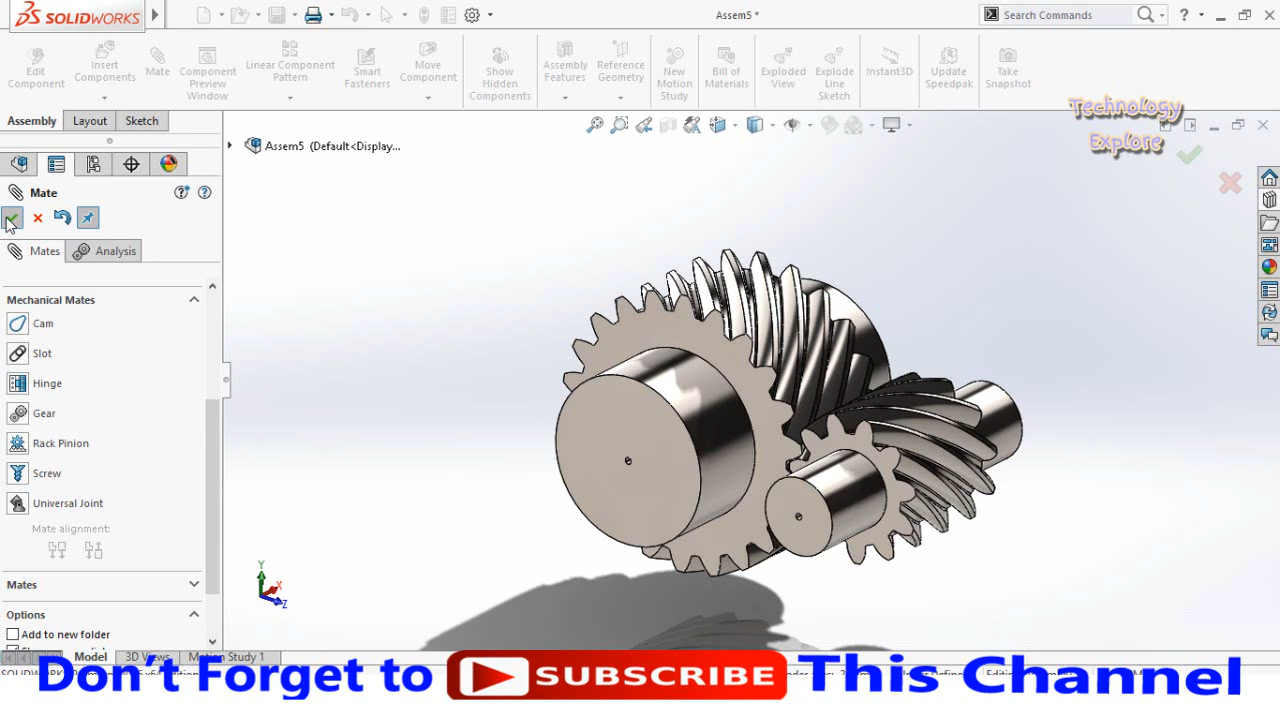 SOLIDWORKS
Assem5 *
Search Commands
?
Edit Component
Insert Components
Mate
Component Preview Window
Linear Component Pattern
Smart Fasteners
Move Component
Show Hidden Components
Assembly Features
Reference Geometry
New Motion Study
Bill of Materials
Exploded View
Explode Line Sketch
Instant3D
Update Speedpak
Take Snapshot
Technology
Explore
Assembly
Layout
Sketch
Assem5 (Default<Display...
Mate
Mates
Analysis
Mechanical Mates
Cam
Slot
Hinge
Gear
Rack Pinion
Screw
Universal Joint
Mate alignment:
Mates
Options
Add to new folder
Y
X
Z
Model
3D Views
Motion Study 1
Don't Forget to SUBSCRIBE This Channel